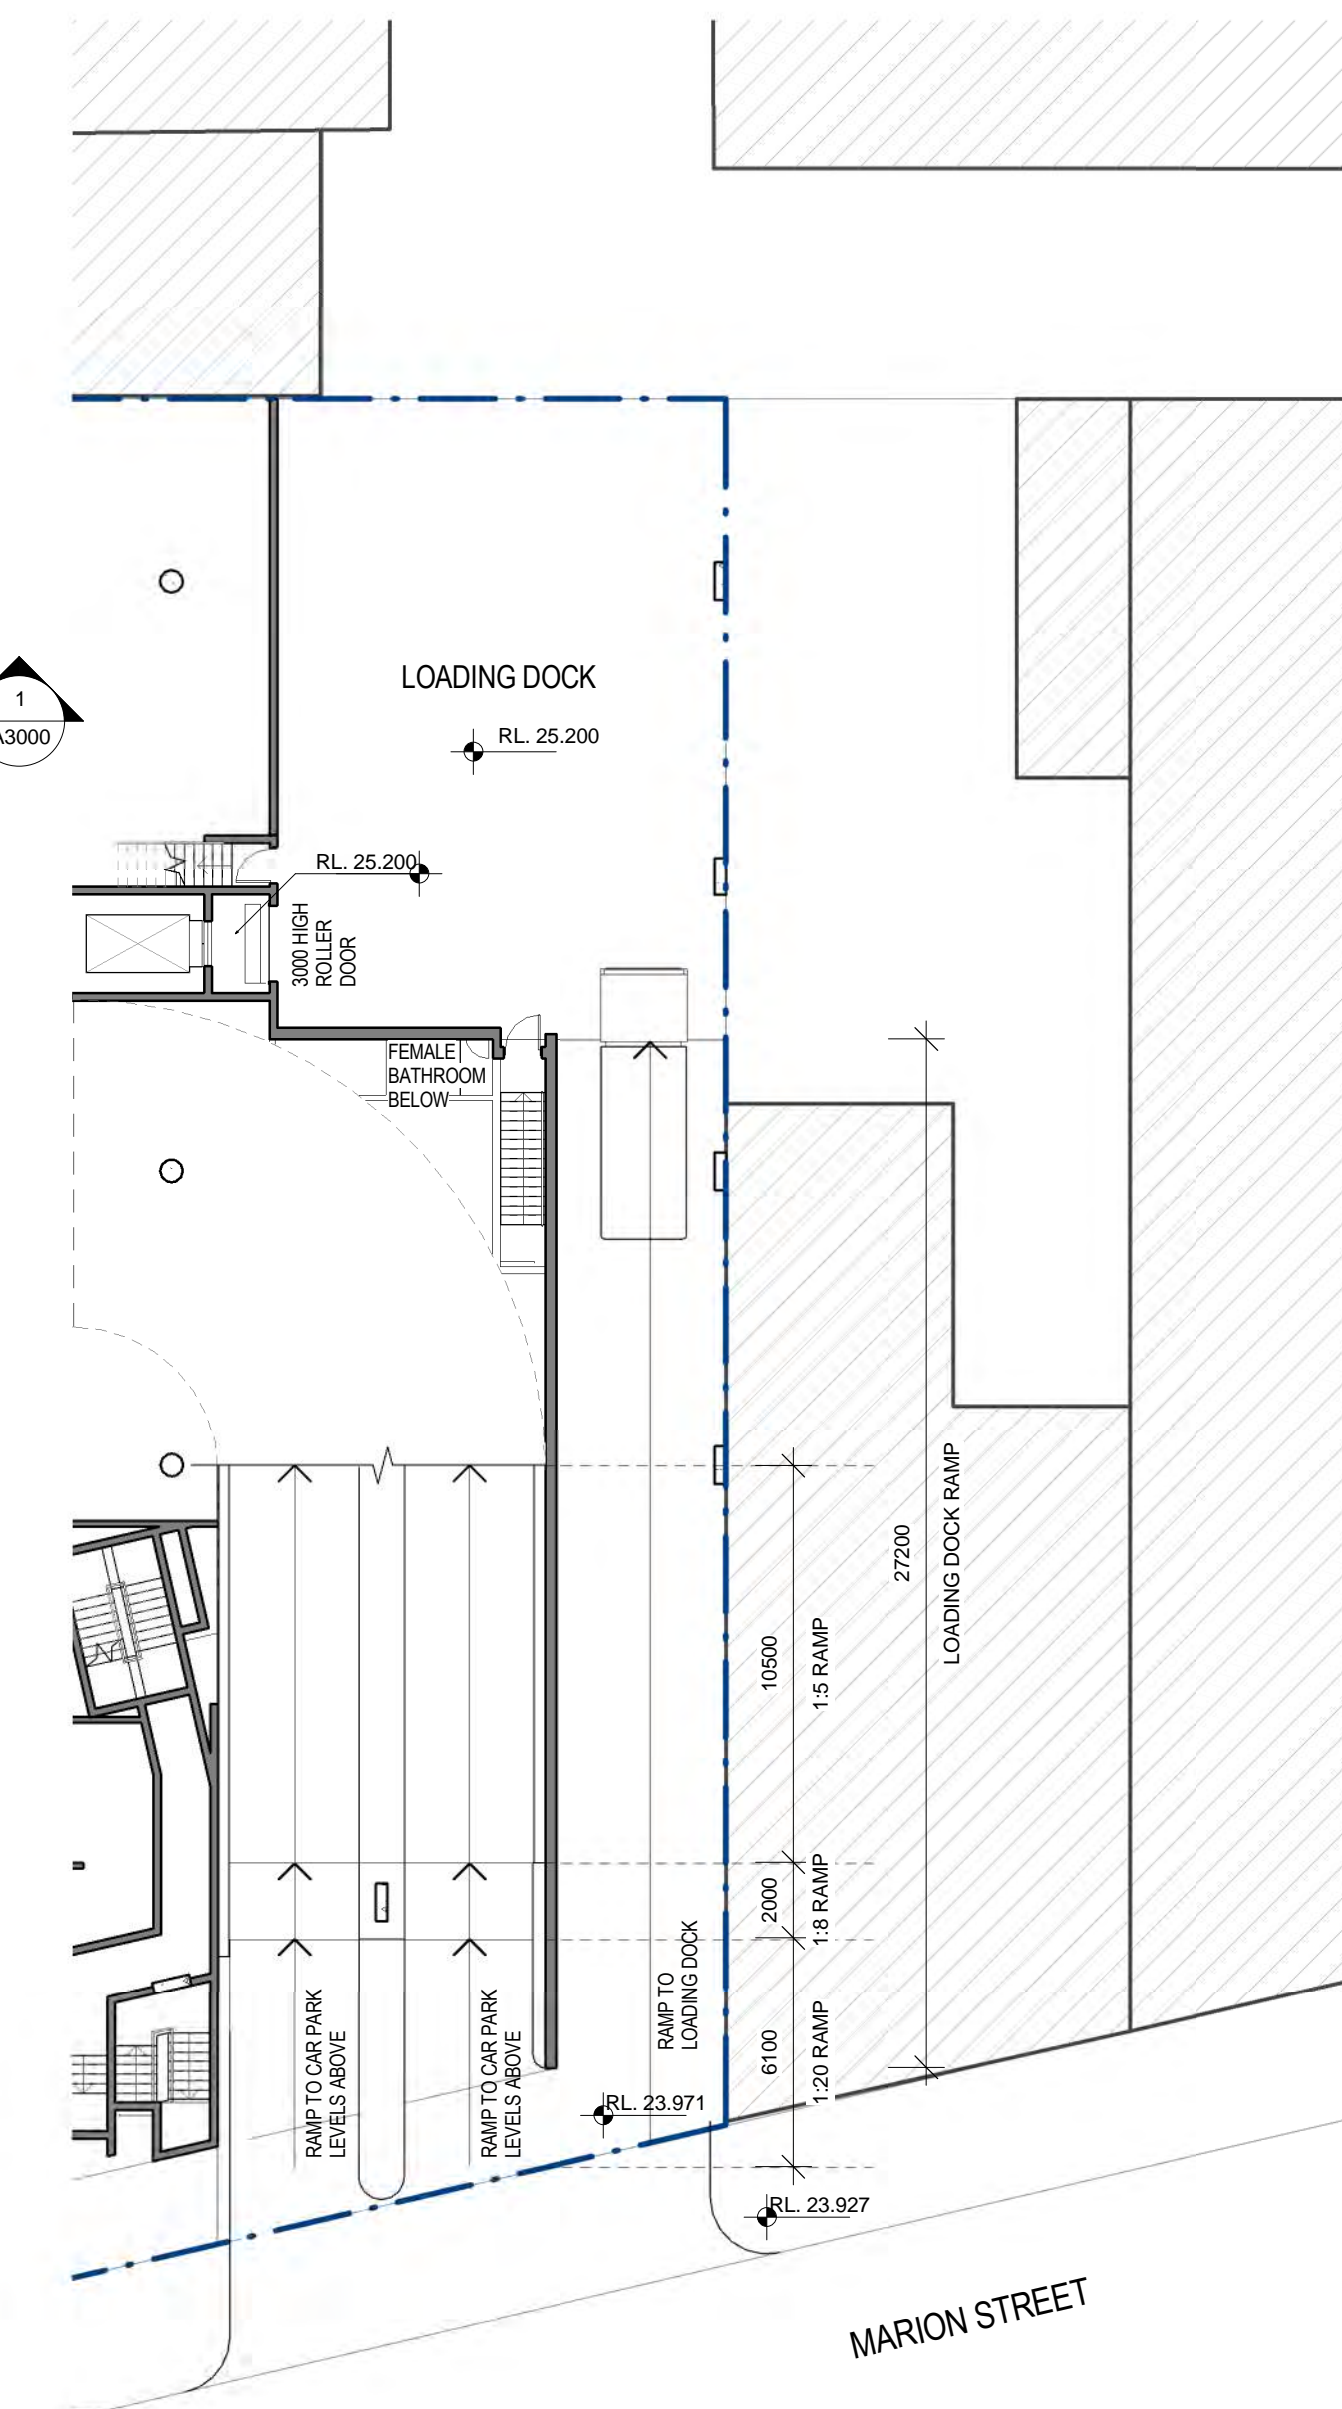 LOADING DOCK
1
A3000
RL. 25.200
RL. 25.200
3000 HIGH
ROLLER
DOOR
FEMALE
BATHROOM
BELOW
27200
LOADING DOCK RAMP
10500
1:5 RAMP
2000
1:8 RAMP
6100
1:20 RAMP
RAMP TO
LOADING DOCK
RAMP TO CAR PARK
LEVELS ABOVE
RAMP TO CAR PARK
LEVELS ABOVE
RL. 23.971
RL. 23.927
MARION STREET